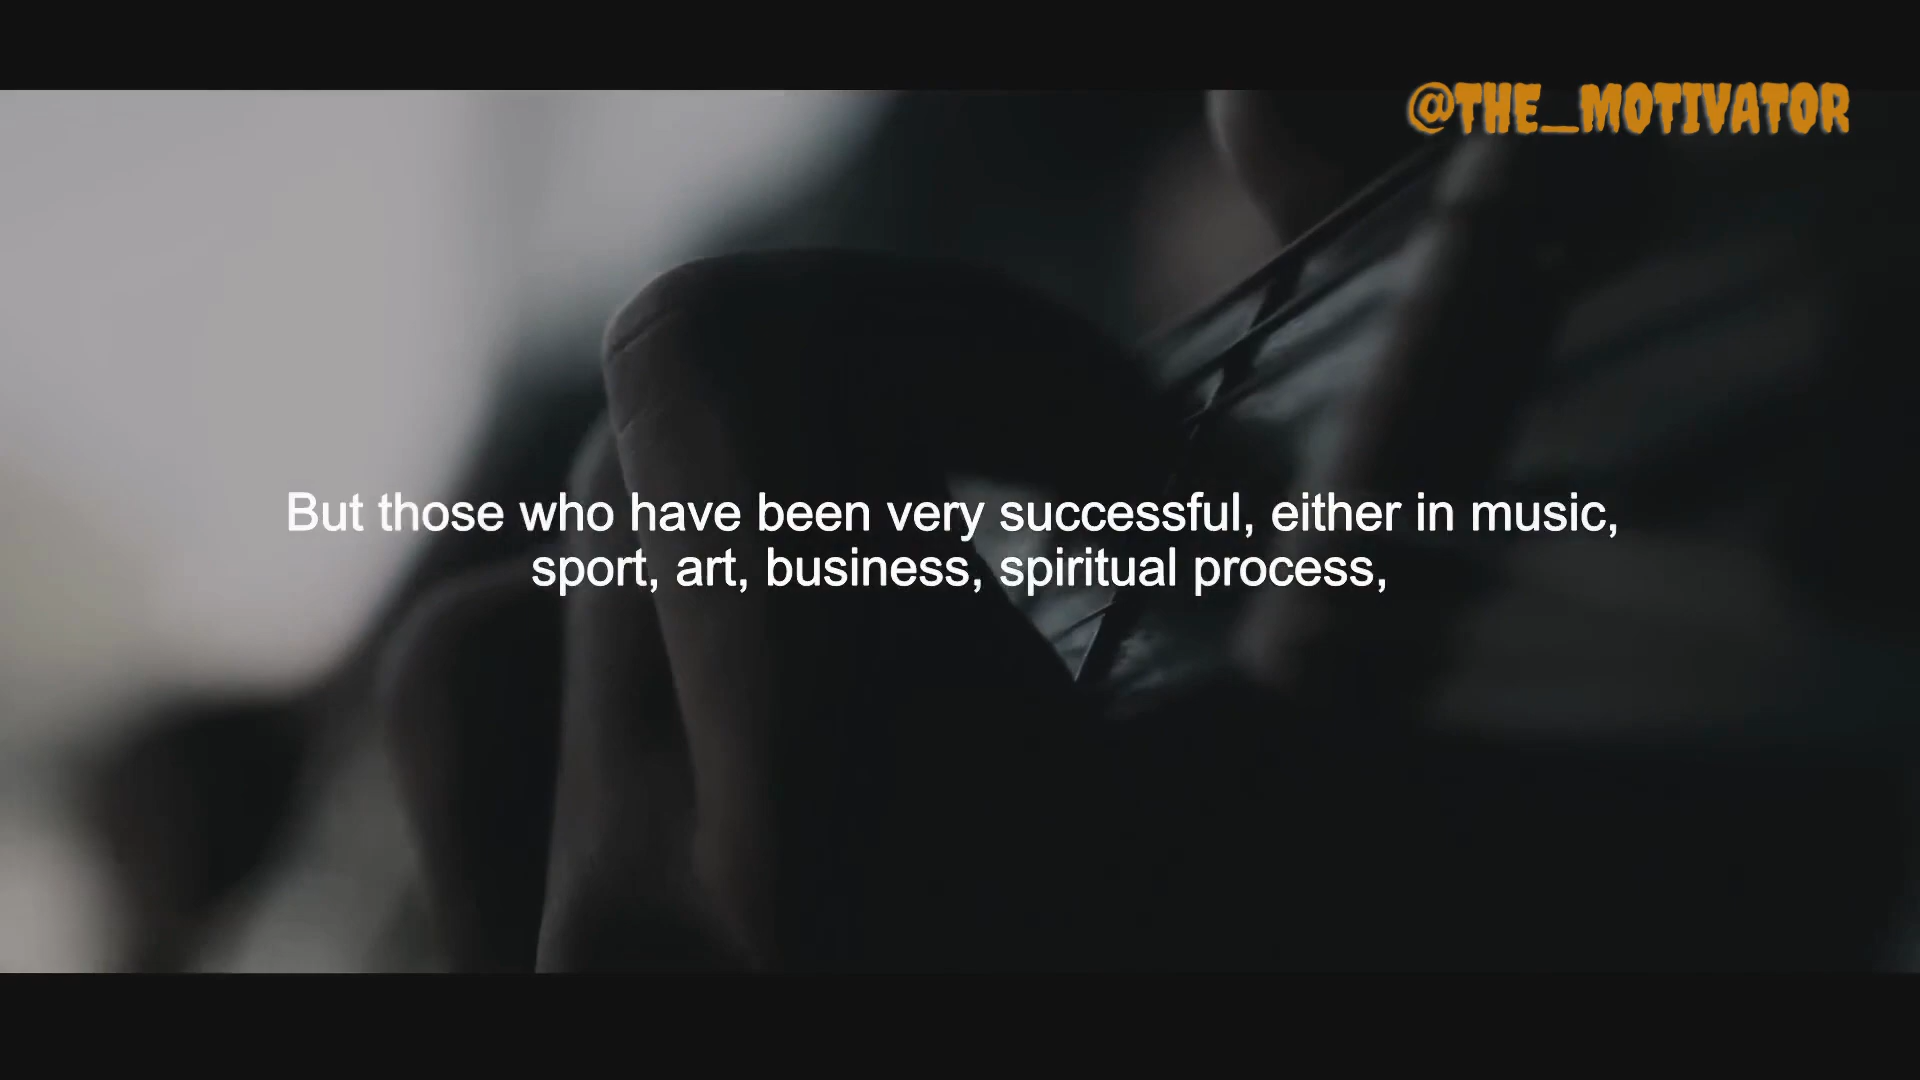 @THE_MOTIVATOR
But those who have been very successful, either in music,
sport, art, business, spiritual process,